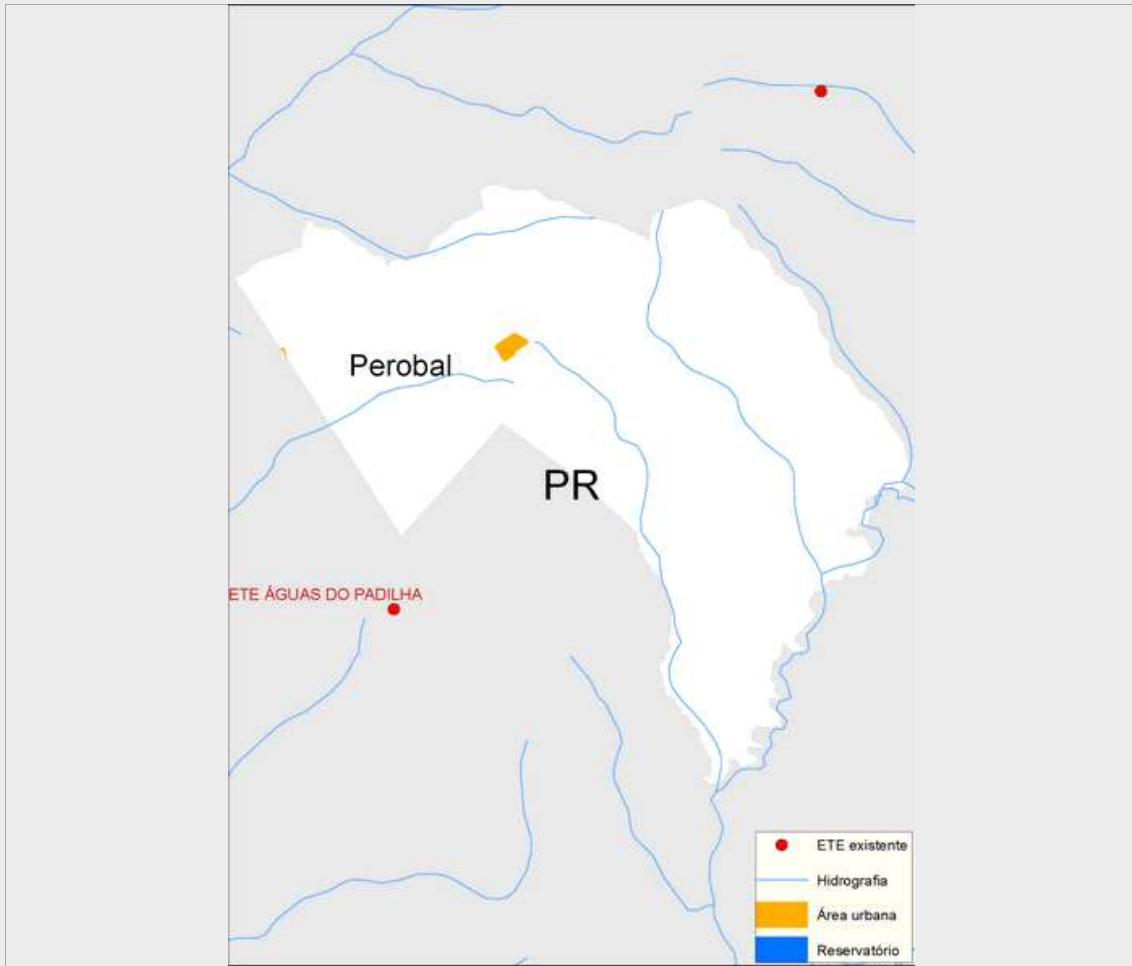 Perobal
PR
ETE ÁGUAS DO PADILHA
ETE existente
Hidrografia
Área urbana
Reservatório